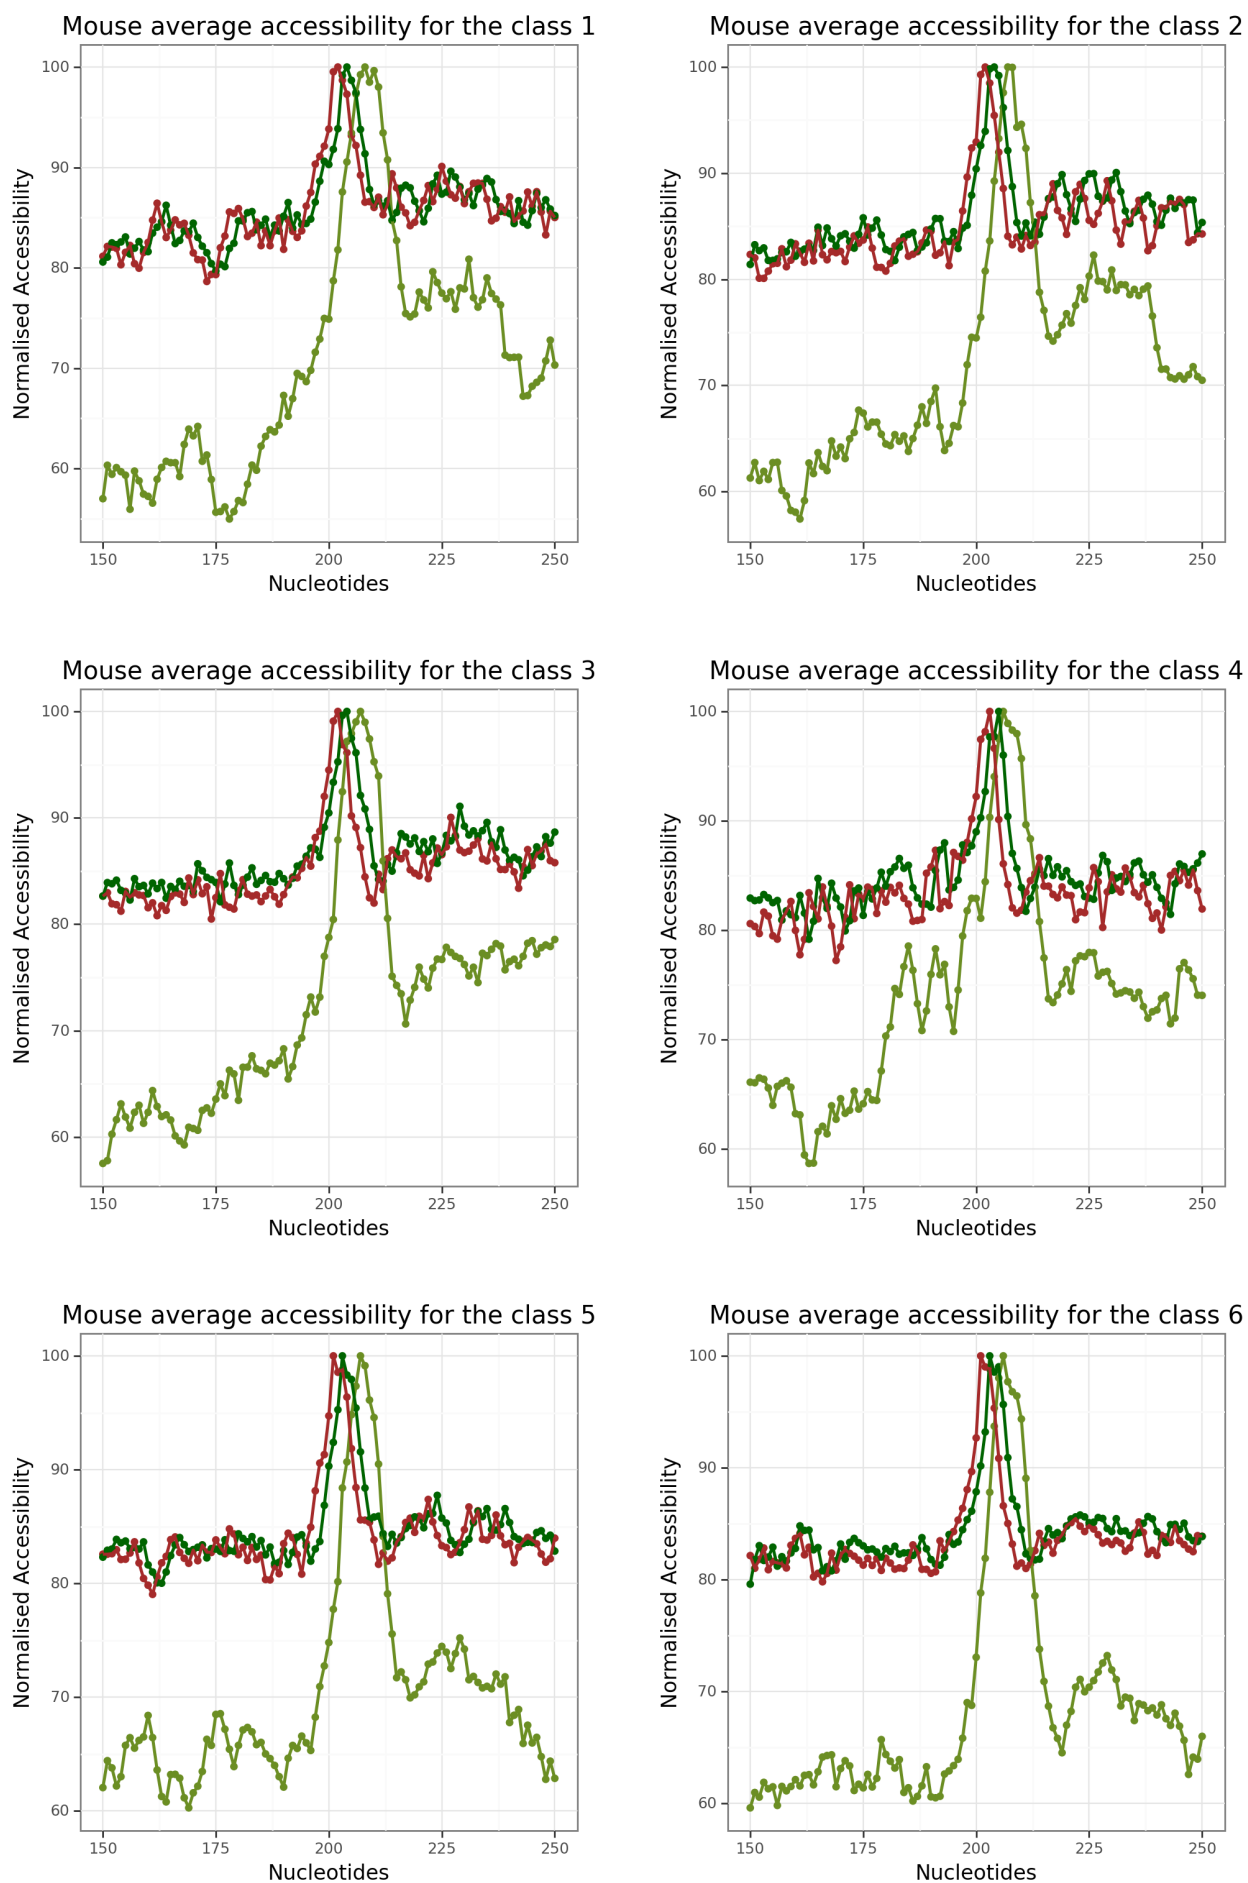 Mouse average accessibility for the class 1
Normalised Accessibility
100
90
80
70
60
150 175 200 225 250
Nucleotides
Mouse average accessibility for the class 2
Normalised Accessibility
100
90
80
70
60
150 175 200 225 250
Nucleotides
Mouse average accessibility for the class 3
Normalised Accessibility
100
90
80
70
60
150 175 200 225 250
Nucleotides
Mouse average accessibility for the class 4
Normalised Accessibility
100
90
80
70
60
150 175 200 225 250
Nucleotides
Mouse average accessibility for the class 5
Normalised Accessibility
100
90
80
70
60
150 175 200 225 250
Nucleotides
Mouse average accessibility for the class 6
Normalised Accessibility
100
90
80
70
60
150 175 200 225 250
Nucleotides